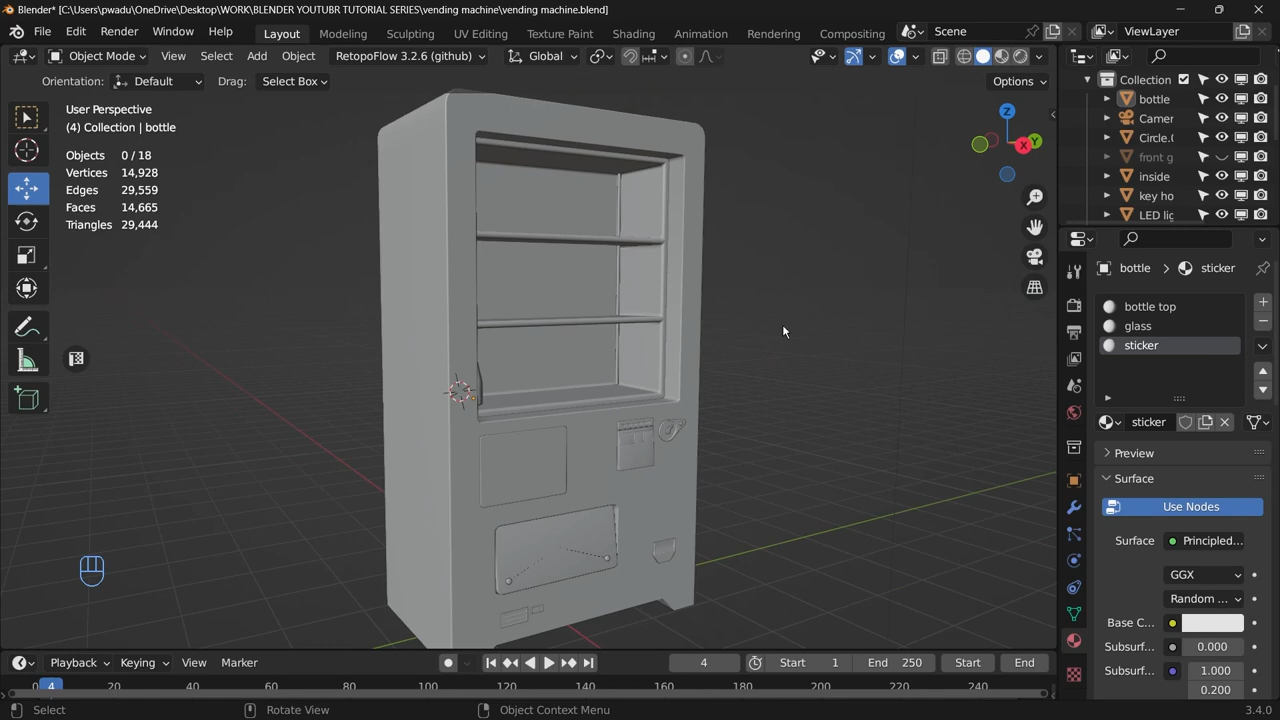 Blender* [C:\Users\pwadu\OneDrive\Desktop\WORK\BLENDER YOUTUBR TUTORIAL SERIES\vending machine\vending machine.blend]
File Edit Render Window Help Layout Modeling Sculpting UV Editing Texture Paint Shading Animation Rendering Compositing Scene ViewLayer
Object Mode View Select Add Object RetopoFlow 3.2.6 (github) Global
Orientation: Default Drag: Select Box Options
User Perspective
(4) Collection | bottle
Objects 0 / 18
Vertices 14,928
Edges 29,559
Faces 14,665
Triangles 29,444
Z
Y
X
Collection
bottle
Camer
Circle.(
front g
inside
key ho
LED lig
bottle > sticker
bottle top
glass
sticker
sticker
Preview
Surface
Use Nodes
Surface Principled...
GGX
Random ...
Base C...
Subsurf... 0.000
Subsurf... 1.000
0.200
Playback Keying View Marker 4 Start 1 End 250 Start End
0 4 20 40 60 80 100 120 140 160 180 200 220 240
Select Rotate View Object Context Menu 3.4.0